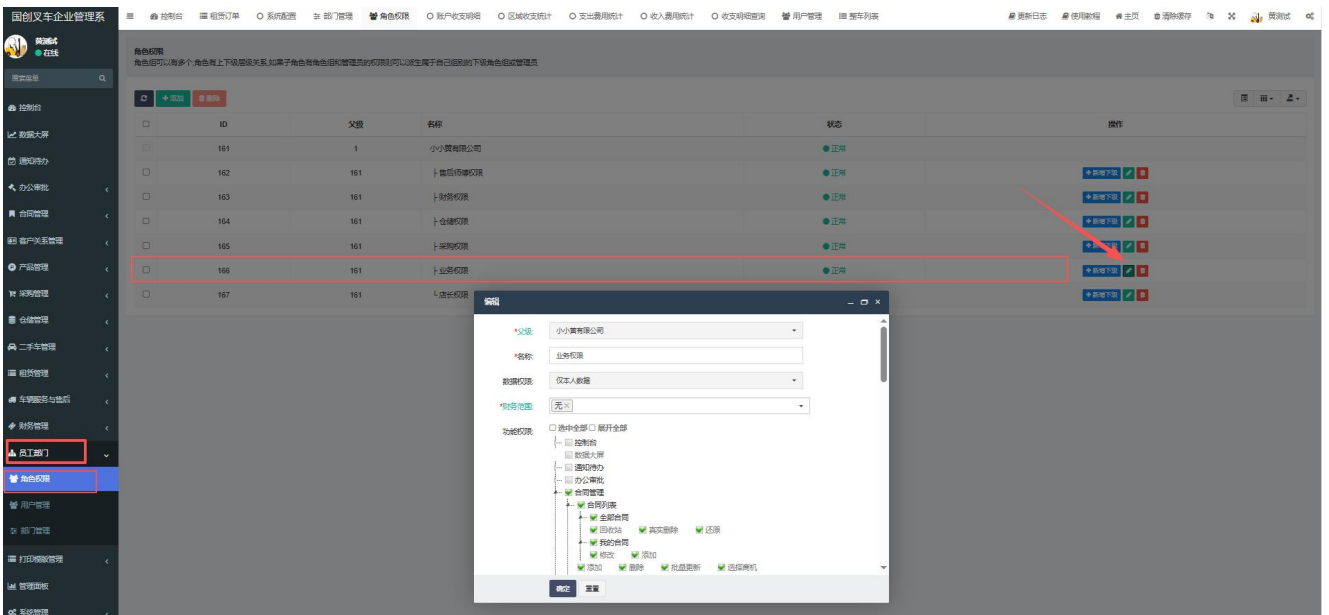 国创叉车企业管理系
控制台 租赁订单 系统配置 部门管理 角色权限 账户收支明细 区域收支统计 支出费用统计 收入费用统计 收支明细查询 用户管理 整车列表 更新日志 使用教程 主页 清除缓存 黄测试
黄测试
在线
搜索菜单
控制台
数据大屏
通知待办
办公审批
合同管理
客户关系管理
产品管理
采购管理
仓储管理
二手车管理
租赁管理
车辆服务与售后
财务管理
员工部门
角色权限
用户管理
部门管理
打印模版管理
管理面板
系统管理
角色权限
角色组可以有多个,角色有上下级层级关系,如果子角色有角色组和管理员的权限则可以派生属于自己组别的下级角色组或管理员
添加 删除
ID 父级 名称 状态 操作
161 1 小小黄有限公司 正常
162 161 ├售后师傅权限 正常 新增下级
163 161 ├财务权限 正常 新增下级
164 161 ├仓储权限 正常 新增下级
165 161 ├采购权限 正常 新增下级
166 161 ├业务权限 正常 新增下级
167 161 └店长权限 新增下级
编辑
*父级: 小小黄有限公司
*名称: 业务权限
数据权限: 仅本人数据
*财务范围: 无×
功能权限: 选中全部 展开全部
控制台
数据大屏
通知待办
办公审批
合同管理
合同列表
全部合同
回收站 真实删除 还原
我的合同
修改 添加
添加 删除 批量更新 选择商机
确定 重置